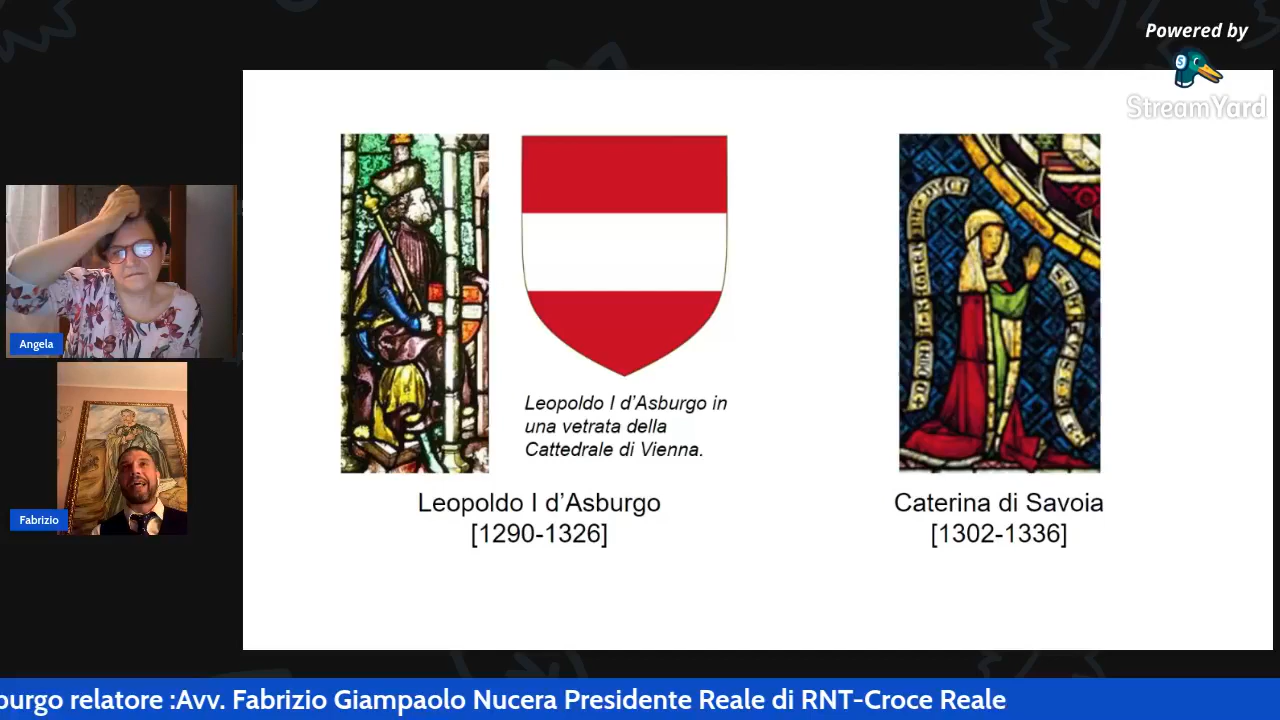 Powered by
StreamYard
Leopoldo I d'Asburgo in
una vetrata della
Cattedrale di Vienna.
Leopoldo I d'Asburgo
[1290-1326]
Caterina di Savoia
[1302-1336]
Angela
Fabrizio
burgo relatore :Avv. Fabrizio Giampaolo Nucera Presidente Reale di RNT-Croce Reale